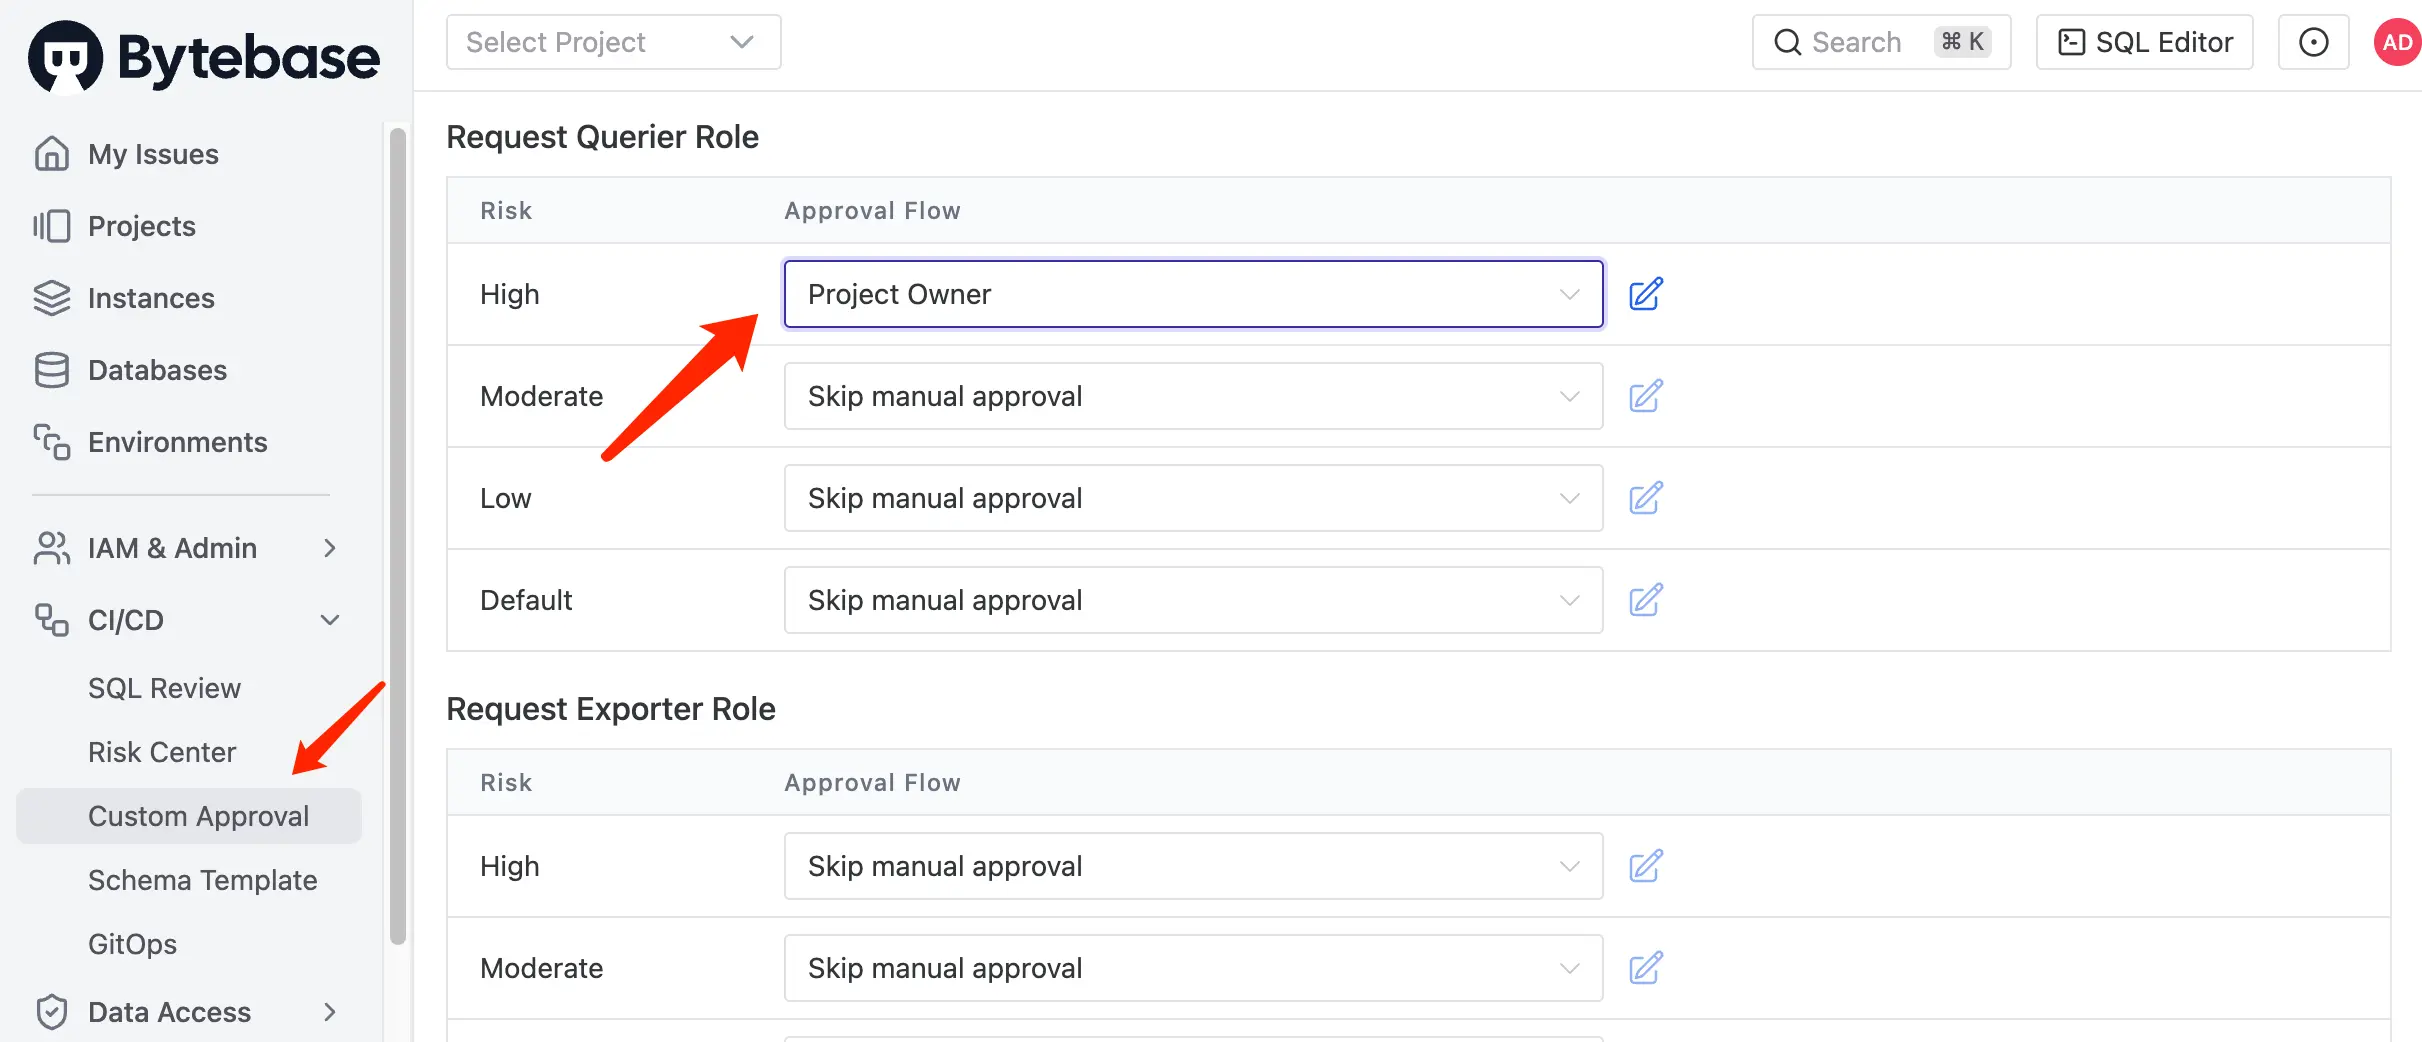 Bytebase
Select Project
Search ⌘ K
SQL Editor
AD
My Issues
Projects
Instances
Databases
Environments
IAM & Admin
CI/CD
SQL Review
Risk Center
Custom Approval
Schema Template
GitOps
Data Access
Request Querier Role
Risk Approval Flow
High Project Owner
Moderate Skip manual approval
Low Skip manual approval
Default Skip manual approval
Request Exporter Role
Risk Approval Flow
High Skip manual approval
Moderate Skip manual approval